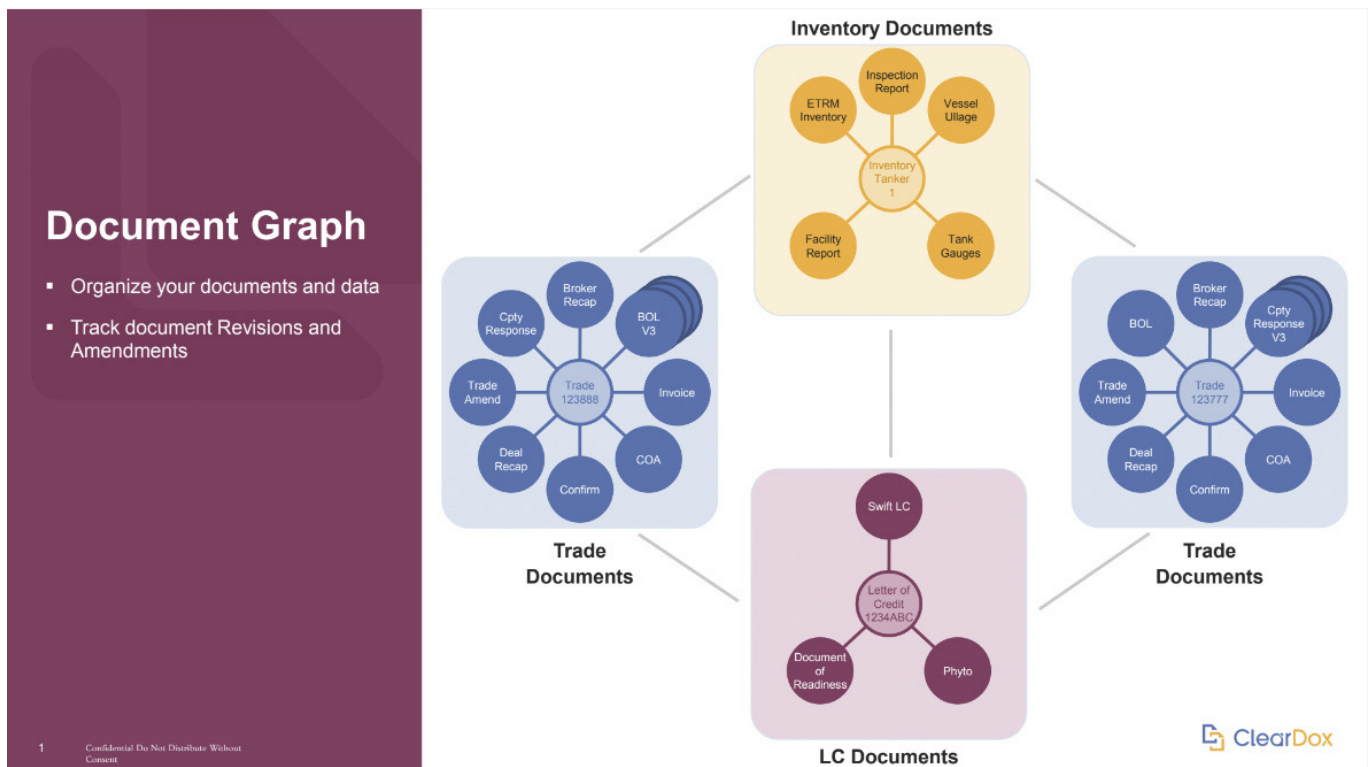 Document Graph
▪ Organize your documents and data
▪ Track document Revisions and
Amendments
1
Confidential Do Not Distribute Without
Consent
Inventory Documents
Inspection
Report
ETRM
Inventory
Vessel
Ullage
Inventory
Tanker
1
Facility
Report
Tank
Gauges
Broker
Recap
Cpty
Response
BOL
V3
Trade
Amend
Trade
123888
Invoice
Deal
Recap
COA
Confirm
Trade
Documents
Broker
Recap
BOL
Cpty
Response
V3
Trade
Amend
Trade
123777
Invoice
Deal
Recap
COA
Confirm
Trade
Documents
Swift LC
Letter of
Credit
1234ABC
Document
of
Readiness
Phyto
LC Documents
ClearDox